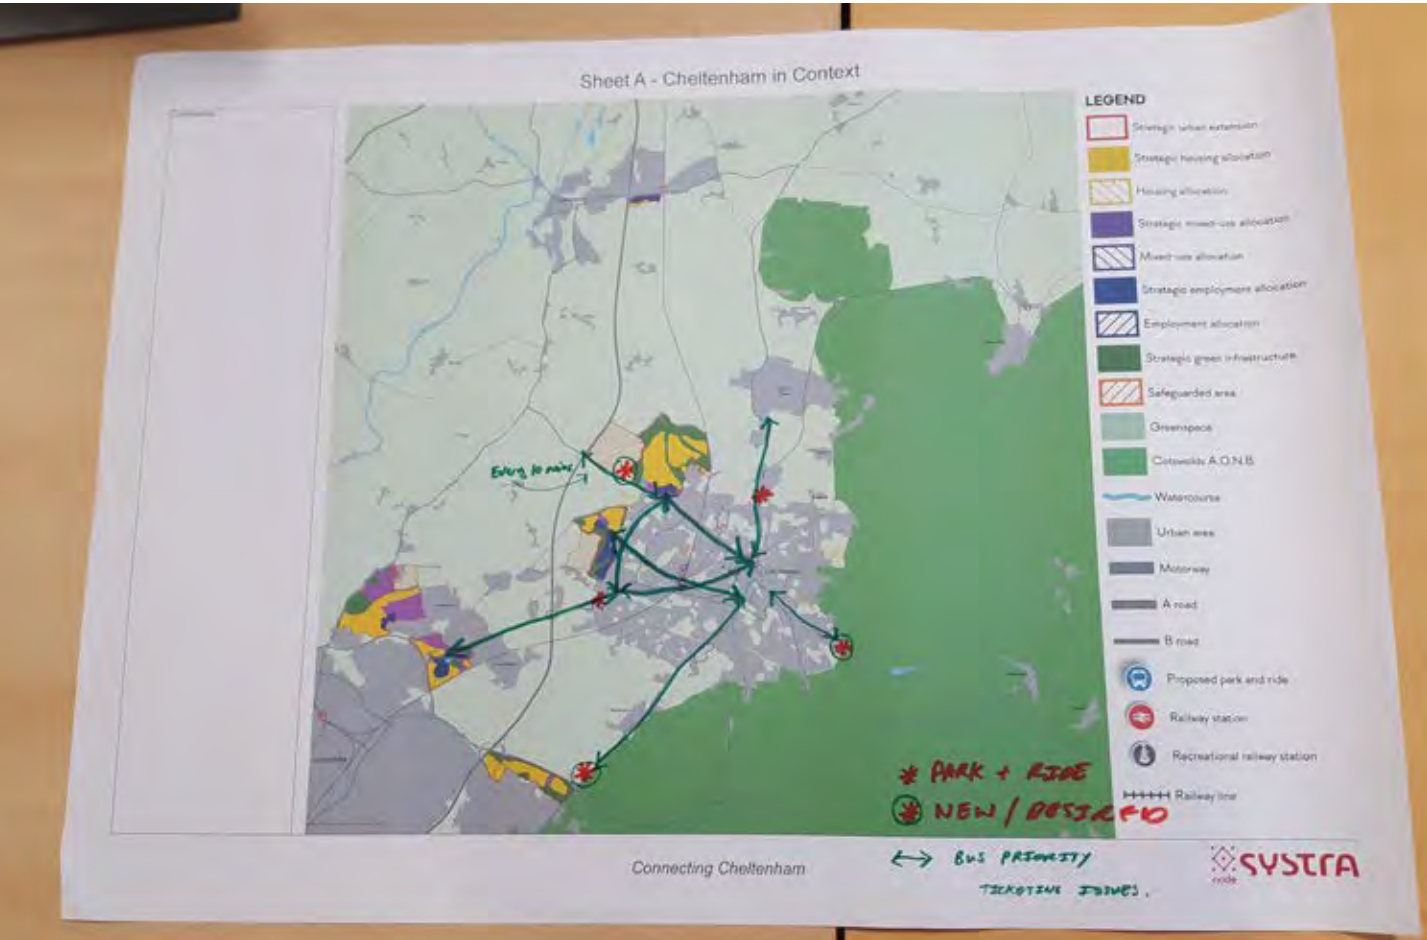 Sheet A - Cheltenham in Context
Comments
LEGEND
Strategic urban extension
Strategic housing allocation
Housing allocation
Strategic mixed-use allocation
Mixed-use allocation
Strategic employment allocation
Employment allocation
Strategic green infrastructure
Safeguarded area
Greenspace
Cotswolds A.O.N.B.
Watercourse
Urban area
Motorway
A road
B road
Proposed park and ride
Railway station
Recreational railway station
Railway line
Every 10 mins
* PARK + RIDE
* NEW / DESIRED
↔ BUS PRIORITY
TICKETING ISSUES.
Connecting Cheltenham
node
SYSTRA